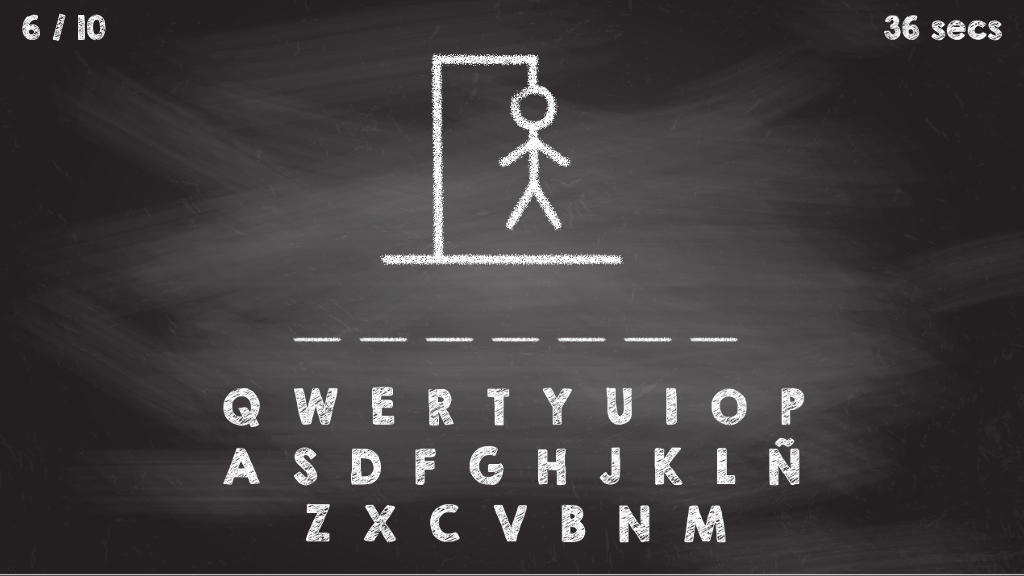 6 / 10
36 secs
Q W E R T Y U I O P
A S D F G H J K L Ñ
Z X C V B N M